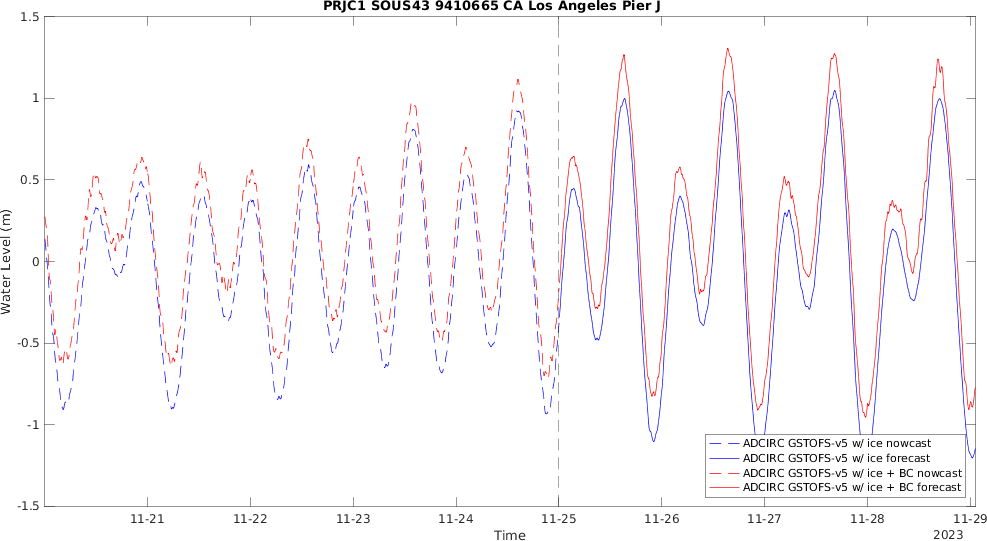 PRJC1 SOUS43 9410665 CA Los Angeles Pier J
1.5
1
0.5
0
-0.5
-1
-1.5
Water Level (m)
11-21
11-22
11-23
11-24
11-25
11-26
11-27
11-28
11-29
Time
2023
ADCIRC GSTOFS-v5 w/ ice nowcast
ADCIRC GSTOFS-v5 w/ ice forecast
ADCIRC GSTOFS-v5 w/ ice + BC nowcast
ADCIRC GSTOFS-v5 w/ ice + BC forecast